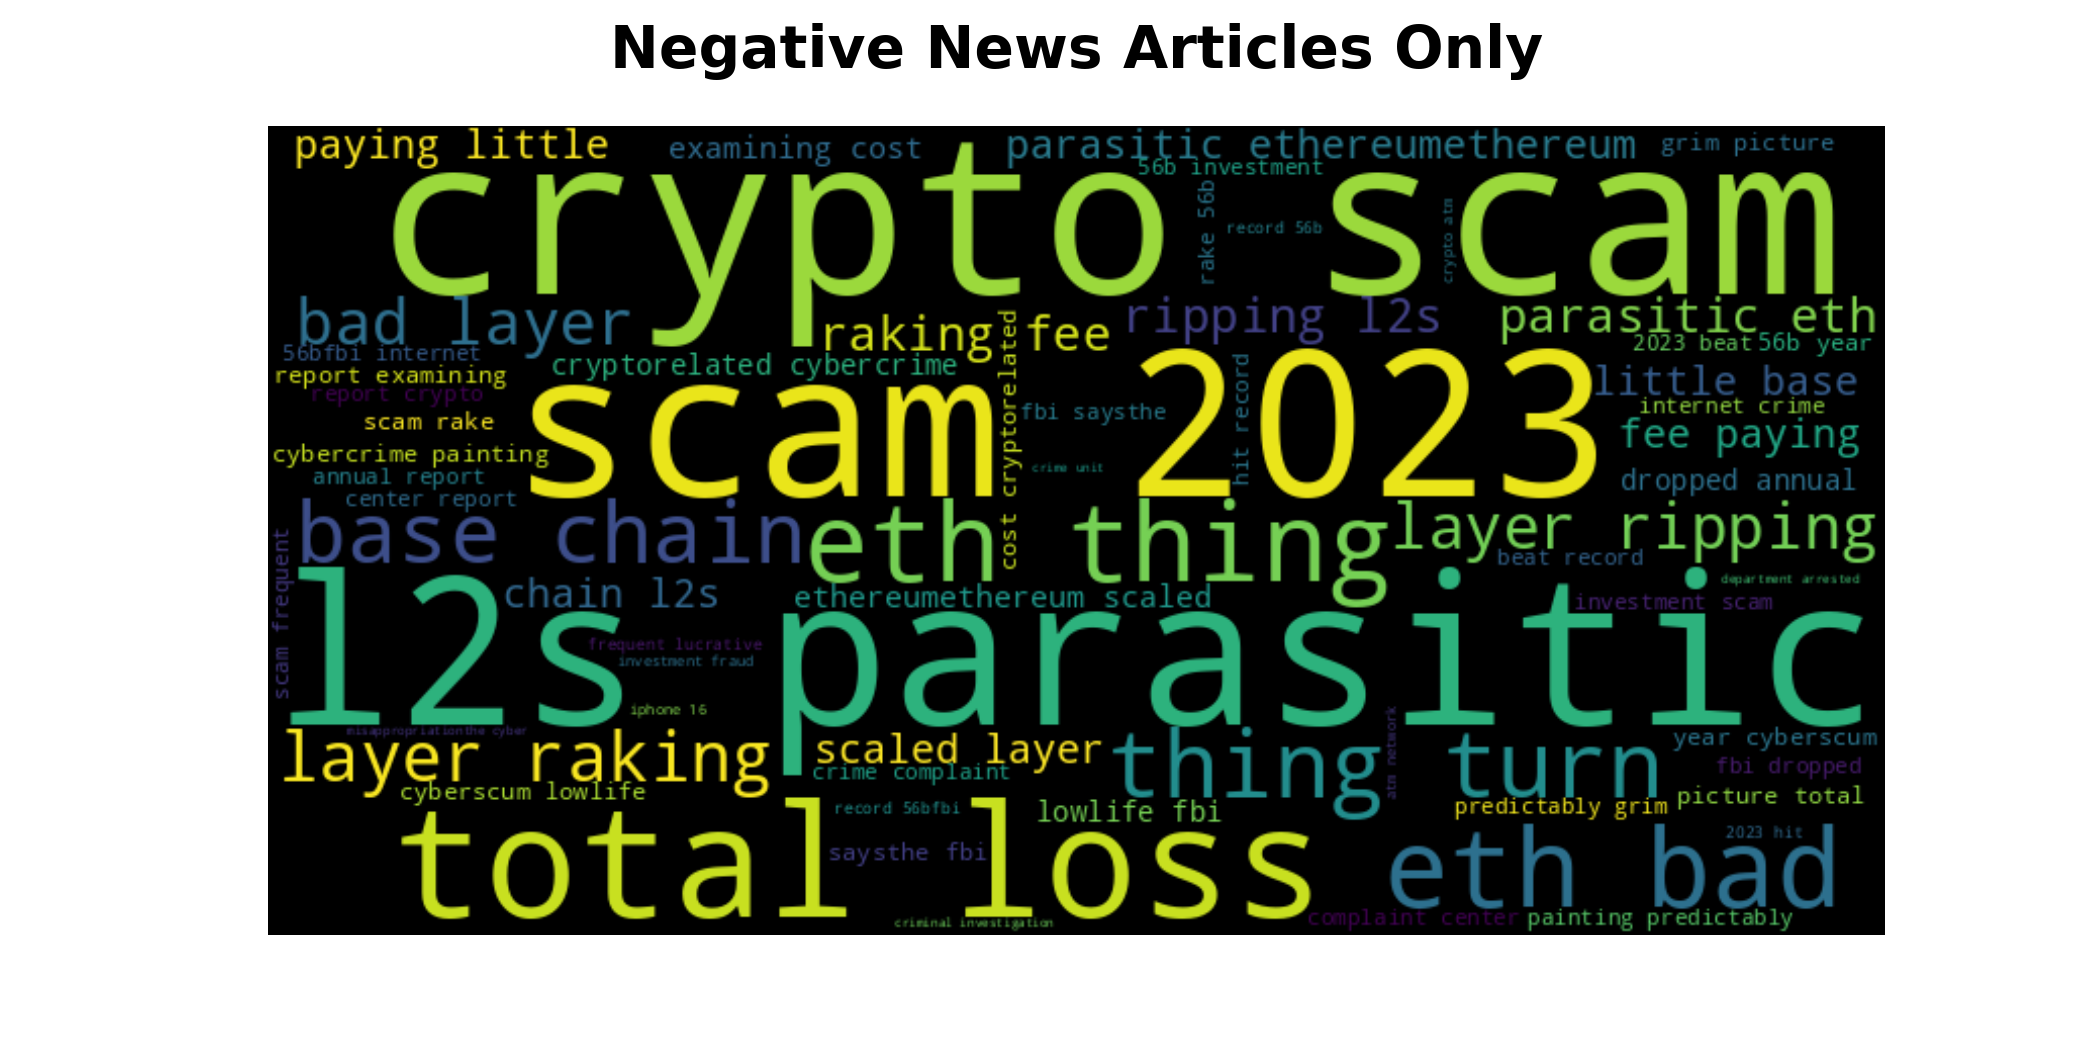 Negative News Articles Only
paying little
examining cost
parasitic ethereumethereum
grim picture
56b investment
crypto scam
rake 56b
record 56b
crypto atm
bad layer
raking fee
ripping l2s
parasitic eth
56bfbi internet
cryptorelated cybercrime
2023 beat
56b year
report examining
report crypto
scam 2023
cost cryptorelated
fbi saysthe
hit record
little base
internet crime
scam rake
fee paying
cybercrime painting
crime unit
annual report
dropped annual
center report
base chain
eth thing
layer ripping
beat record
scam frequent
chain l2s
ethereumethereum scaled
department arrested
investment scam
l2s parasitic
frequent lucrative
investment fraud
iphone 16
misappropriationthe cyber
layer raking
scaled layer
thing turn
atm network
year cyberscum
crime complaint
fbi dropped
cyberscum lowlife
total loss
record 56bfbi
lowlife fbi
predictably grim
picture total
saysthe fbi
eth bad
2023 hit
criminal investigation
complaint center
painting predictably